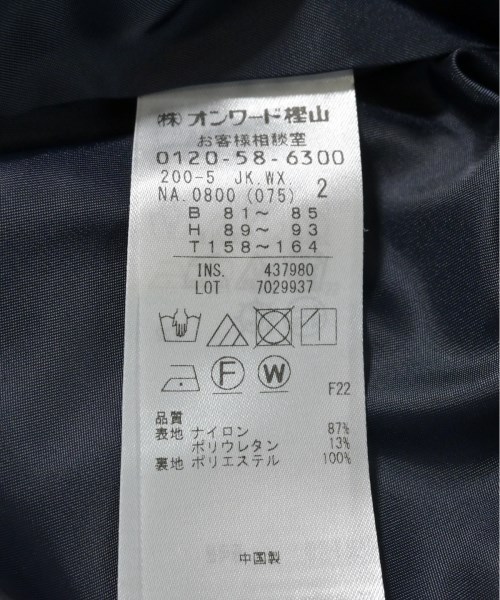 ㈱オンワード樫山
お客様相談室
0120-58-6300
200-5 JK.WX
NA.0800 (075) 2
B 81～ 85
H 89～ 93
T158～164
INS. 437980
LOT 7029937
F W
F22
品質
表地 ナイロン 87%
ポリウレタン 13%
裏地 ポリエステル 100%
中国製